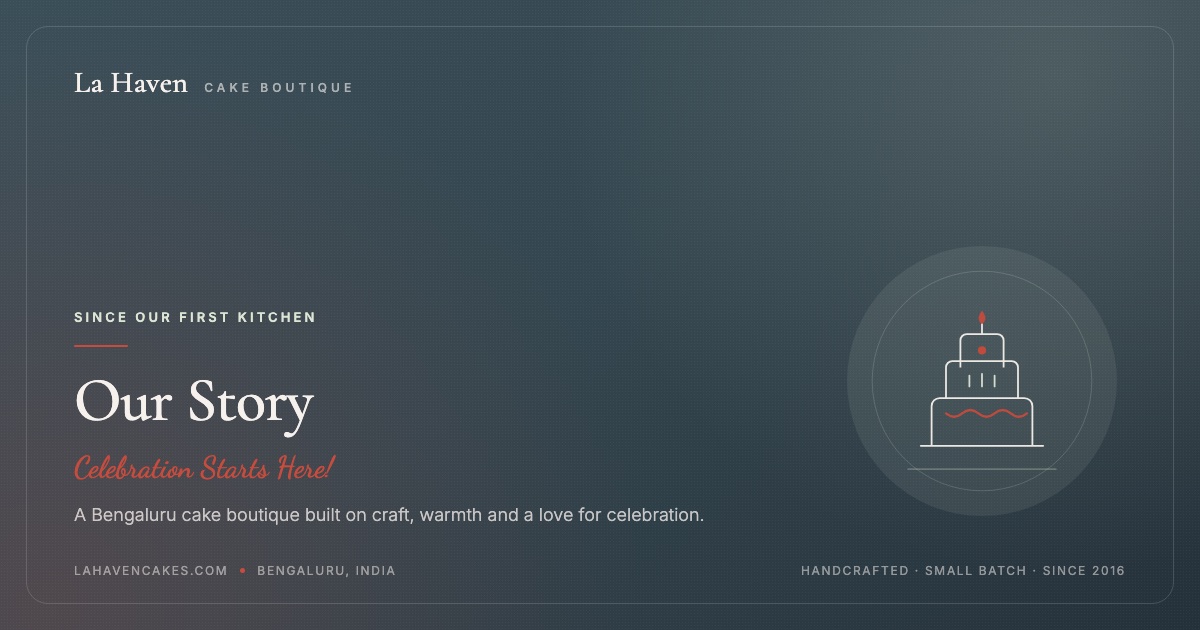 La Haven CAKE BOUTIQUE
SINCE OUR FIRST KITCHEN
Our Story
Celebration Starts Here!
A Bengaluru cake boutique built on craft, warmth and a love for celebration.
LAHAVENCAKES.COM • BENGALURU, INDIA
HANDCRAFTED · SMALL BATCH · SINCE 2016